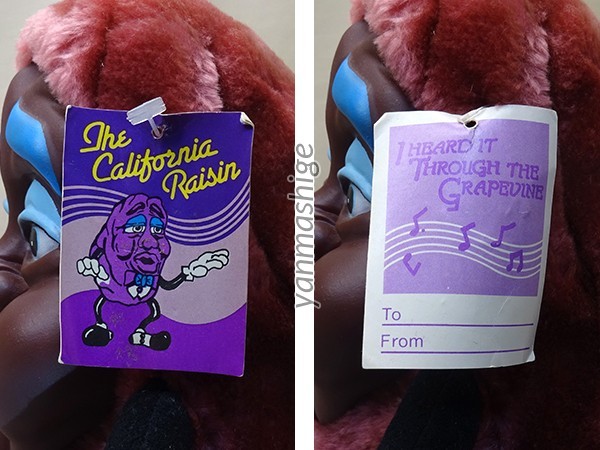 The
California
Raisin
yanmashige
I HEARD IT
THROUGH THE
GRAPEVINE
To
From